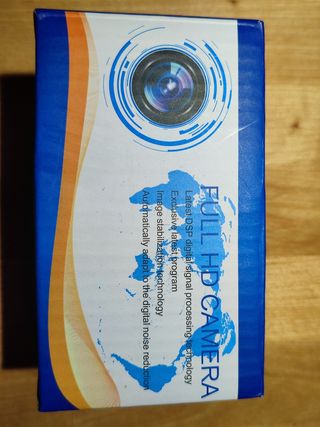 FULL HD CAMERA
Latest DSP digital signal processing technology
Exclusive latest program
Image stabilization technology
Automatically adapt to the digital noise reduction